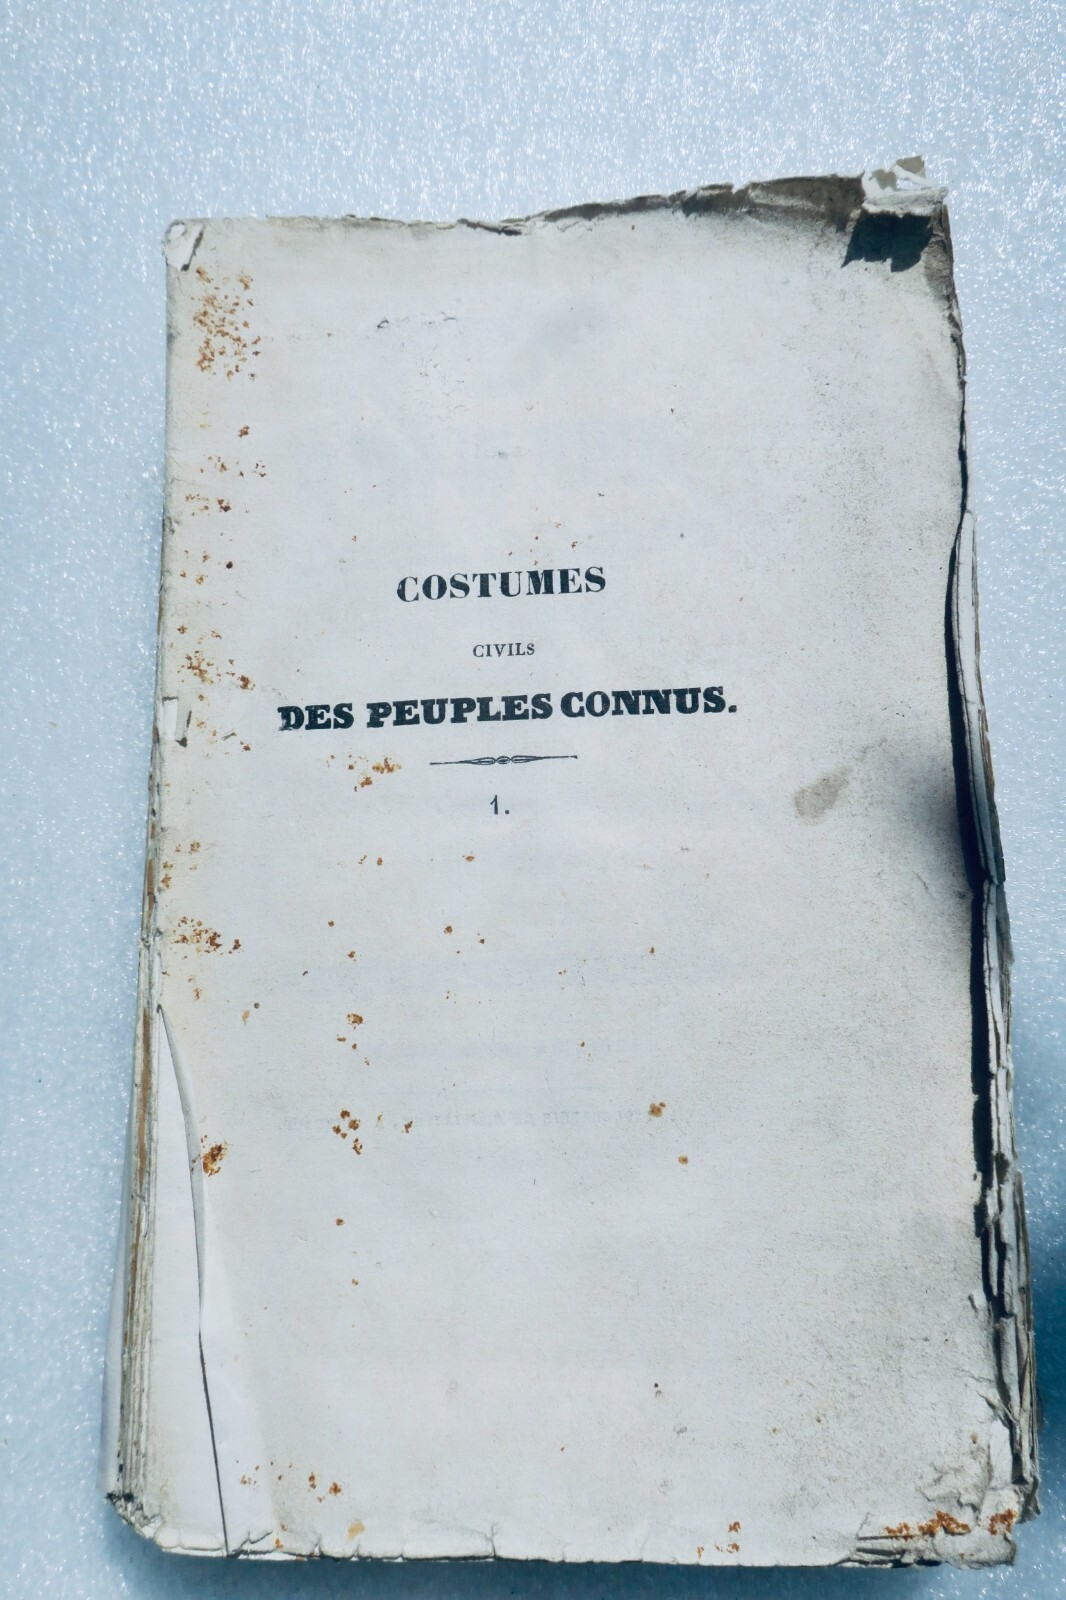 COSTUMES
CIVILS
DES PEUPLES CONNUS.
1.